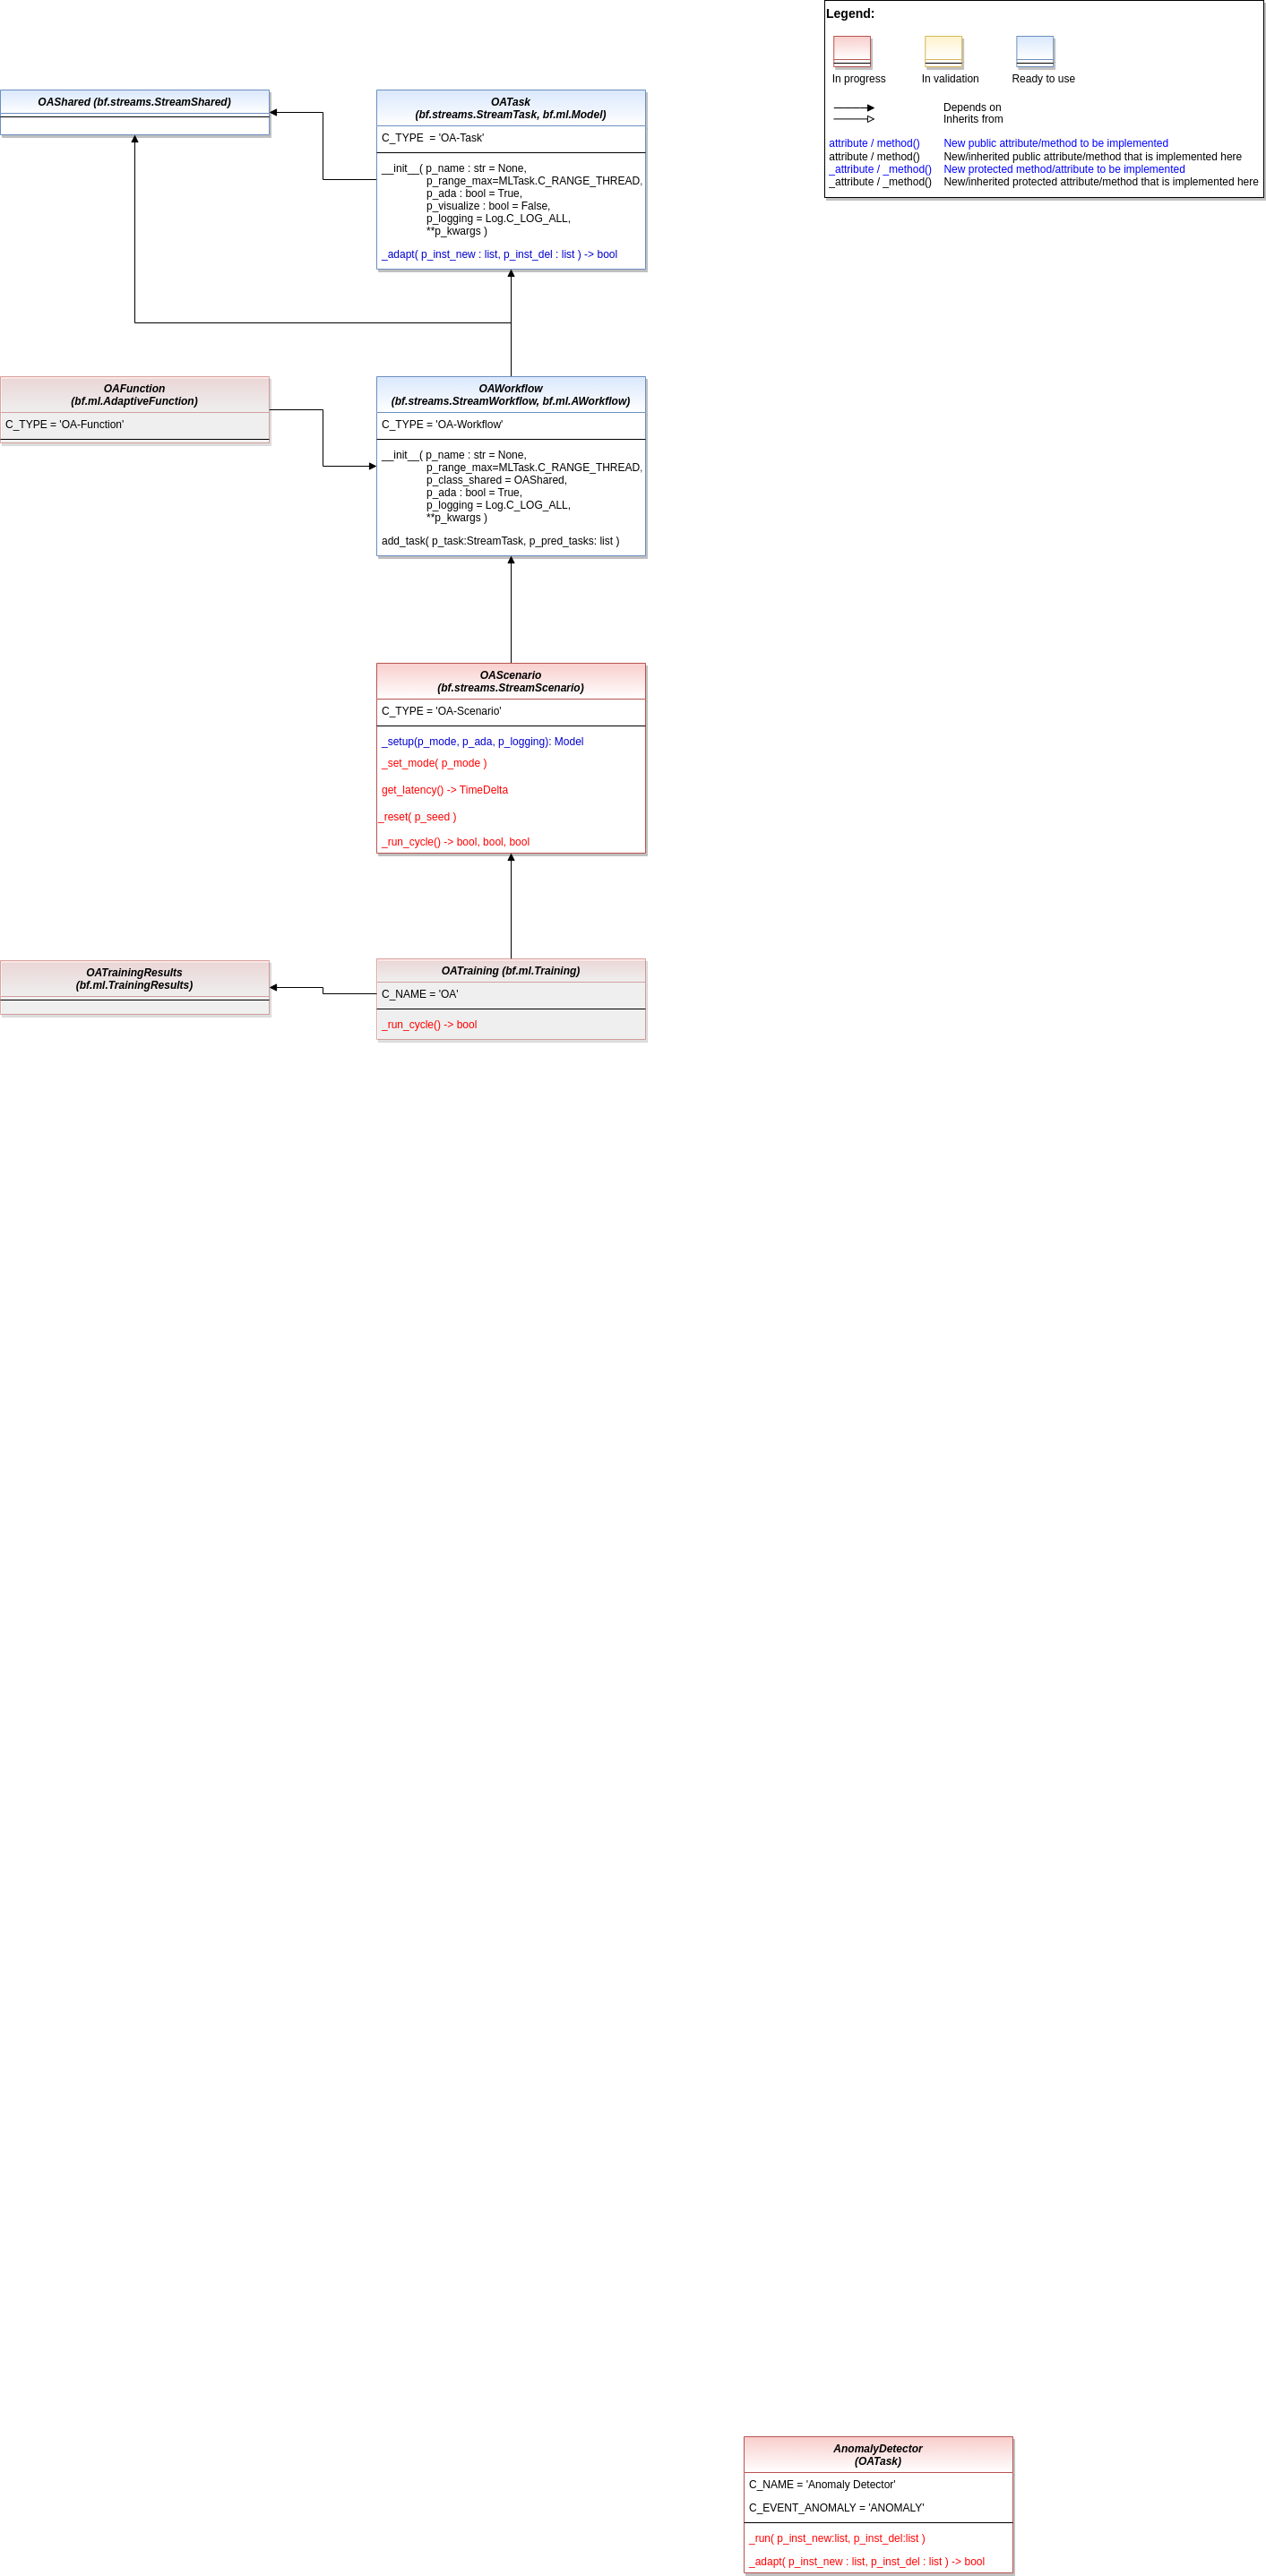 Legend:
In progress
In validation
Ready to use
Depends on
Inherits from
attribute / method() New public attribute/method to be implemented
attribute / method() New/inherited public attribute/method that is implemented here
_attribute / _method() New protected method/attribute to be implemented
_attribute / _method() New/inherited protected attribute/method that is implemented here
OAShared (bf.streams.StreamShared)
OATask
(bf.streams.StreamTask, bf.ml.Model)
C_TYPE = 'OA-Task'
__init__( p_name : str = None,
p_range_max=MLTask.C_RANGE_THREAD,
p_ada : bool = True,
p_visualize : bool = False,
p_logging = Log.C_LOG_ALL,
**p_kwargs )
_adapt( p_inst_new : list, p_inst_del : list ) -> bool
OAFunction
(bf.ml.AdaptiveFunction)
C_TYPE = 'OA-Function'
OAWorkflow
(bf.streams.StreamWorkflow, bf.ml.AWorkflow)
C_TYPE = 'OA-Workflow'
__init__( p_name : str = None,
p_range_max=MLTask.C_RANGE_THREAD,
p_class_shared = OAShared,
p_ada : bool = True,
p_logging = Log.C_LOG_ALL,
**p_kwargs )
add_task( p_task:StreamTask, p_pred_tasks: list )
OAScenario
(bf.streams.StreamScenario)
C_TYPE = 'OA-Scenario'
_setup(p_mode, p_ada, p_logging): Model
_set_mode( p_mode )
get_latency() -> TimeDelta
_reset( p_seed )
_run_cycle() -> bool, bool, bool
OATrainingResults
(bf.ml.TrainingResults)
OATraining (bf.ml.Training)
C_NAME = 'OA'
_run_cycle() -> bool
AnomalyDetector
(OATask)
C_NAME = 'Anomaly Detector'
C_EVENT_ANOMALY = 'ANOMALY'
_run( p_inst_new:list, p_inst_del:list )
_adapt( p_inst_new : list, p_inst_del : list ) -> bool